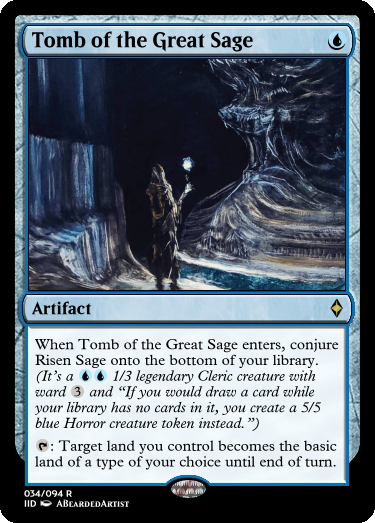 Tomb of the Great Sage
Artifact
When Tomb of the Great Sage enters, conjure
Risen Sage onto the bottom of your library.
(It's a 1/3 legendary Cleric creature with
ward 3 and “If you would draw a card while
your library has no cards in it, you create a 5/5
blue Horror creature token instead.”)
: Target land you control becomes the basic
land of a type of your choice until end of turn.
034/094 R
IID ABeardedArtist